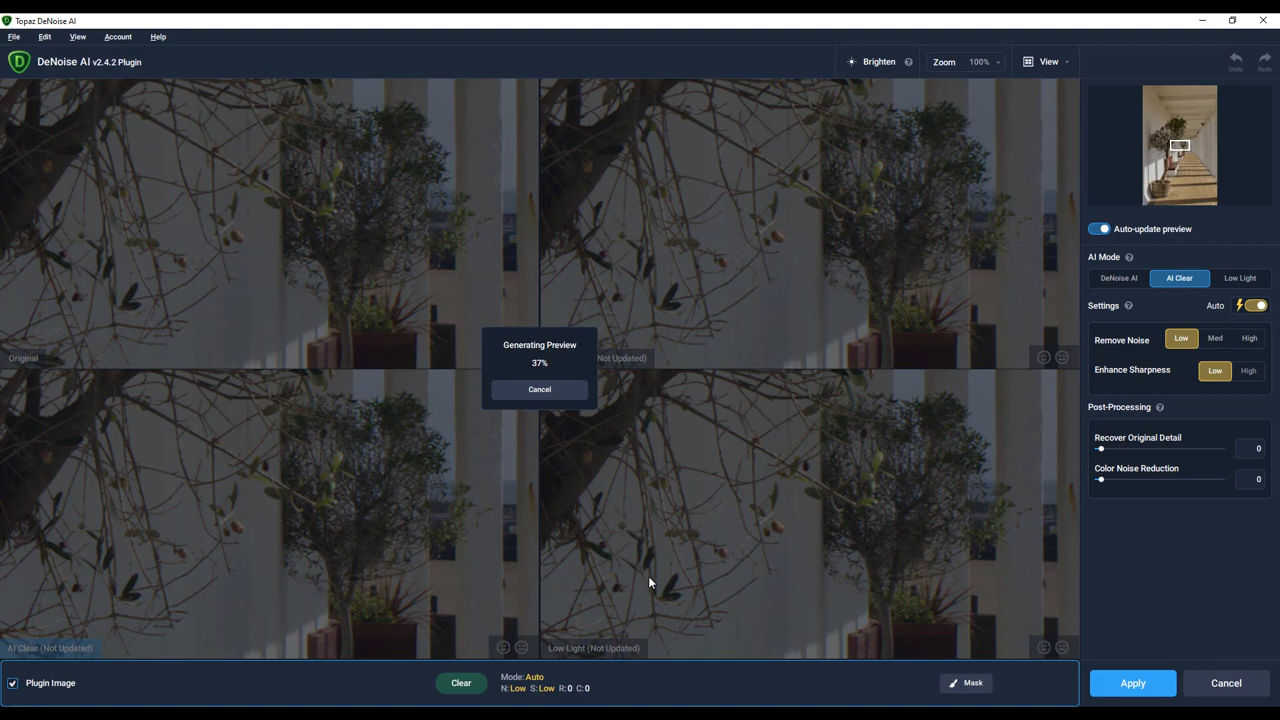 Topaz DeNoise AI
File Edit View Account Help
DeNoise AI v2.4.2 Plugin
Brighten
Zoom 100%
View
Undo
Redo
Auto-update preview
AI Mode
DeNoise AI AI Clear Low Light
Settings
Auto
Remove Noise
Low Med High
Enhance Sharpness
Low High
Post-Processing
Recover Original Detail
0
Color Noise Reduction
0
Generating Preview
37%
Cancel
Original
Not Updated)
AI Clear (Not Updated)
Low Light (Not Updated)
Plugin Image
Clear
Mode: Auto
N: Low S: Low R: 0 C: 0
Mask
Apply
Cancel